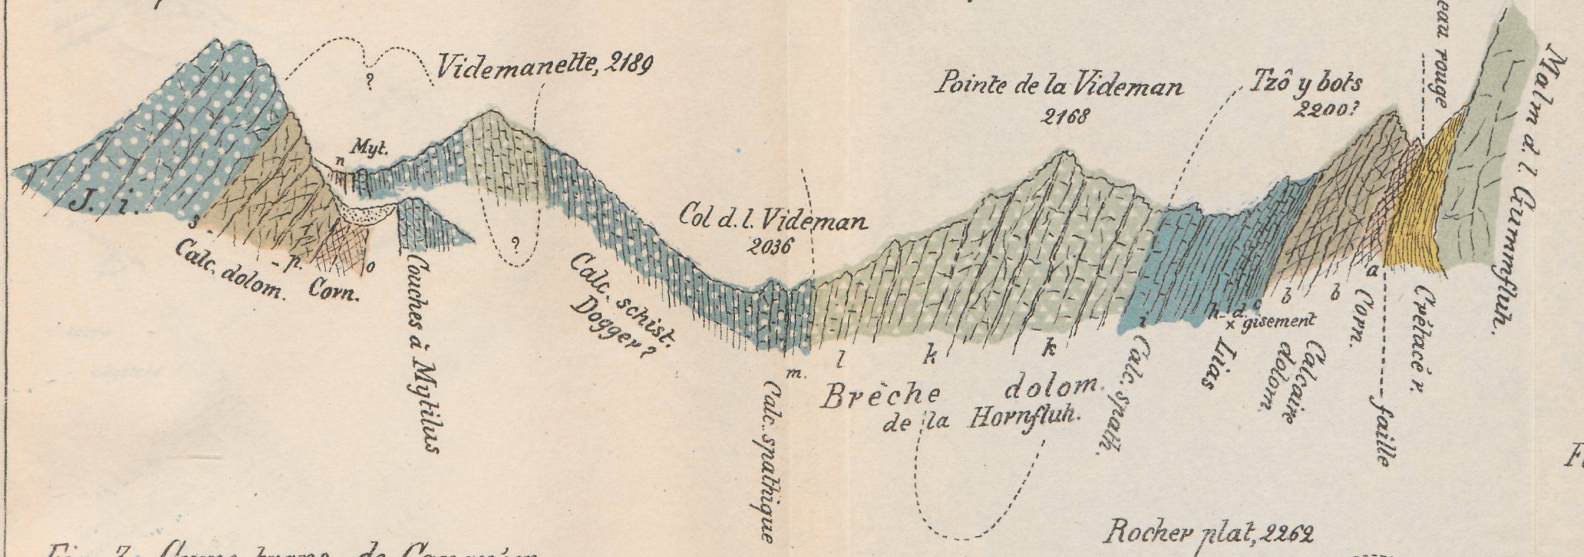 Videmanette, 2189
?
Myt.
n
Pointe de la Videman
2168
Tzô y bots
2200?
eau rouge
Malm d. l. Gummfluh.
J. i.
s
Calc. dolom.
p.
Corn.
o
Couches à Mytilus
?
Calc. schist.
Dogger?
Col d. l. Videman
2036
m.
Calc. spathique
l
k
k
Brèche dolom.
de la Hornfluh.
i
Calc. spath.
h-d. c
x gisement
Lias
b
b
Calcaire
dolom.
Corn.
a
faille
Crétacé r.
Rocher plat, 2262